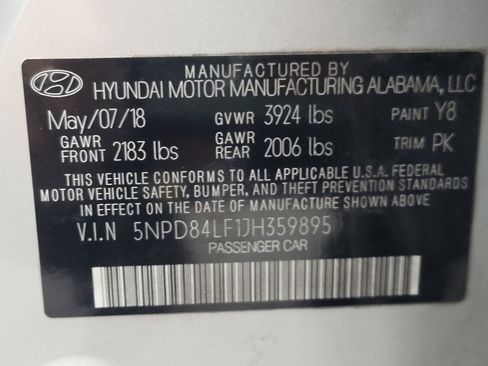 MANUFACTURED BY
HYUNDAI MOTOR MANUFACTURING ALABAMA, LLC
May/07/18 GVWR 3924 lbs PAINT Y8
GAWR FRONT 2183 lbs GAWR REAR 2006 lbs TRIM PK
THIS VEHICLE CONFORMS TO ALL APPLICABLE U.S.A. FEDERAL
MOTOR VEHICLE SAFETY, BUMPER, AND THEFT PREVENTION
STANDARDS IN EFFECT ON THE DATE OF MANUFACTURE SHOWN ABOVE
V.I.N 5NPD84LF1JH359895
PASSENGER CAR